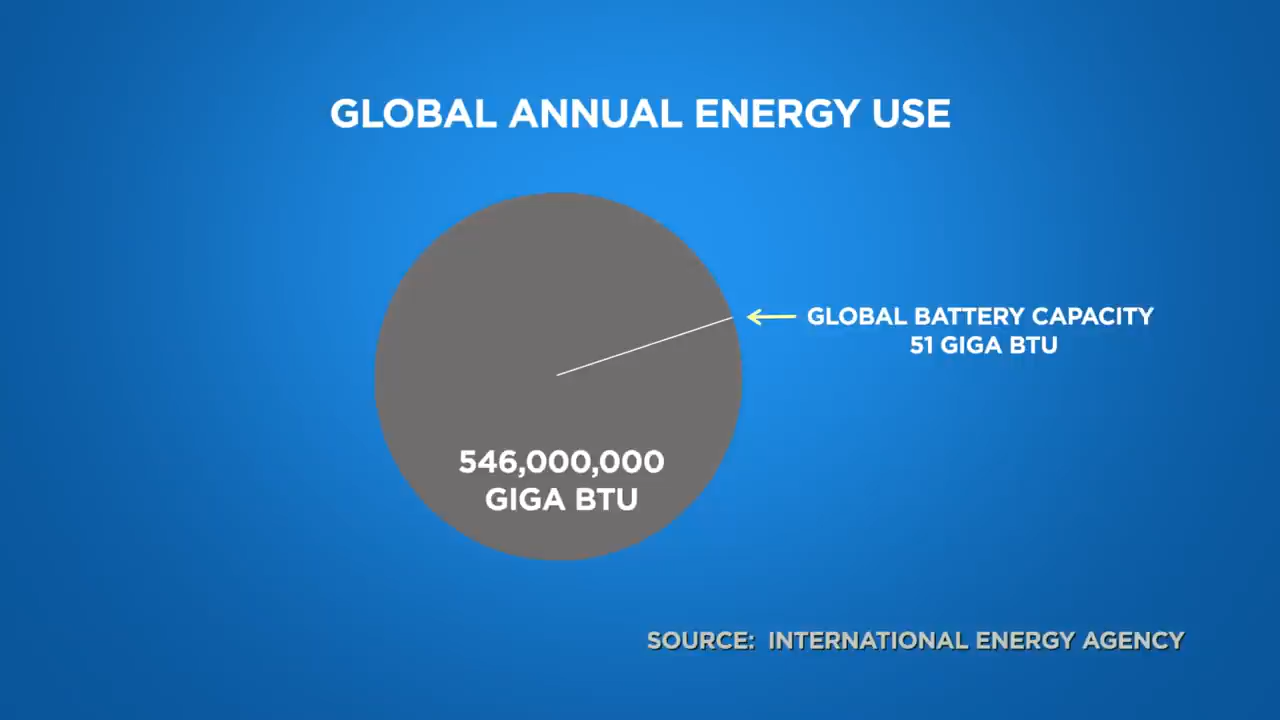 GLOBAL ANNUAL ENERGY USE
GLOBAL BATTERY CAPACITY
51 GIGA BTU
546,000,000
GIGA BTU
SOURCE: INTERNATIONAL ENERGY AGENCY